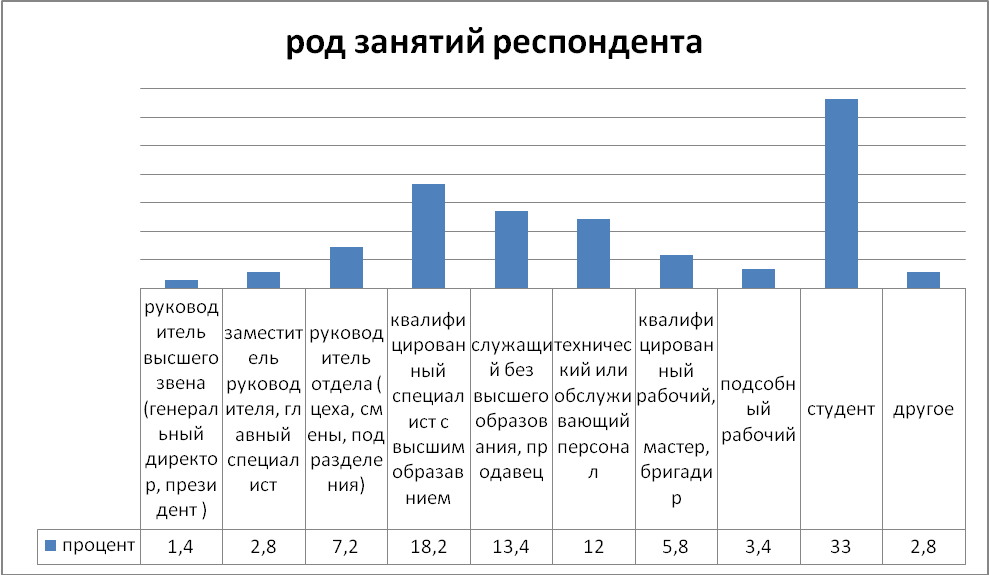 род занятий респондента
руковод
итель
высшего
звена
(генерал
ьный
директо
р, прези
дент )
заместит
ель
руковод
ителя, гл
авный
специал
ист
руковод
итель
отдела (
цеха, см
ены, под
разделе
ния)
квалифи
цирован
ный
специал
ист с
высшим
образав
нием
служащи
й без
высшего
образов
ания, пр
одавец
техничес
кий или
обслужи
вающий
персона
л
квалифи
цирован
ный
рабочий,
мастер,
бригади
р
подсобн
ый
рабочий
студент
другое
процент 1,4 2,8 7,2 18,2 13,4 12 5,8 3,4 33 2,8